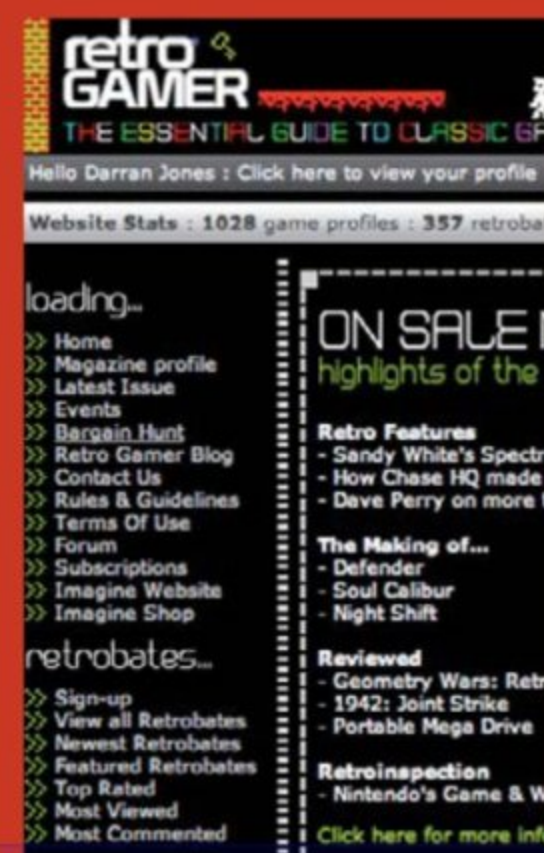 retro
GAMER
THE ESSENTIAL GUIDE TO CLASSIC
Hello Darran Jones : Click here to view your profile
Website Stats : 1028 game profiles : 357
loading...
>> Home
>> Magazine profile
>> Latest Issue
>> Events
>> Bargain Hunt
>> Retro Gamer Blog
>> Contact Us
>> Rules & Guidelines
>> Terms Of Use
>> Forum
>> Subscriptions
>> Imagine Website
>> Imagine Shop
retrobates...
>> Sign-up
>> View all Retrobates
>> Newest Retrobates
>> Featured Retrobates
>> Top Rated
>> Most Viewed
>> Most Commented
ON SALE
highlights of the
Retro Features
- Sandy White's
- How Chase HQ made
- Dave Perry on more
The Making of...
- Defender
- Soul Calibur
- Night Shift
Reviewed
- Geometry Wars:
- 1942: Joint Strike
- Portable Mega Drive
Retroinspection
- Nintendo's Game &
Click here for more